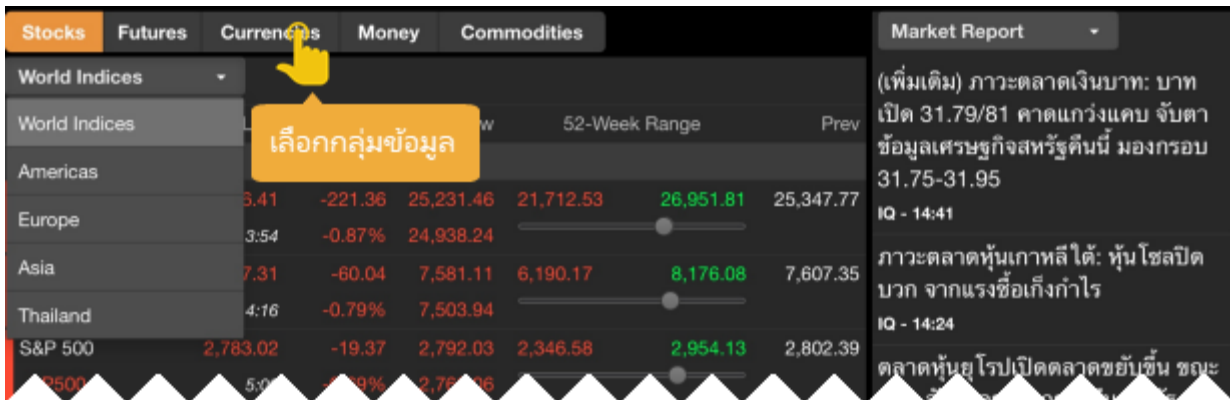 Stocks Futures Currencies Money Commodities
World Indices
World Indices
Americas
Europe
Asia
Thailand
เลือกกลุ่มข้อมูล
52-Week Range Prev
-221.36 25,231.46 21,712.53 26,951.81 25,347.77
3:54 -0.87% 24,938.24
-60.04 7,581.11 6,190.17 8,176.08 7,607.35
4:16 -0.79% 7,503.94
S&P 500 2,783.02 -19.37 2,792.03 2,346.58 2,954.13 2,802.39
Market Report
(เพิ่มเติม) ภาวะตลาดเงินบาท: บาท
เปิด 31.79/81 คาดแกว่งแคบ จับตา
ข้อมูลเศรษฐกิจสหรัฐคืนนี้ มองกรอบ
31.75-31.95
IQ - 14:41
ภาวะตลาดหุ้นเกาหลีใต้: หุ้นโซลปิด
บวก จากแรงซื้อเก็งกำไร
IQ - 14:24
ตลาดหุ้นยุโรปเปิดตลาดขยับขึ้น ขณะ